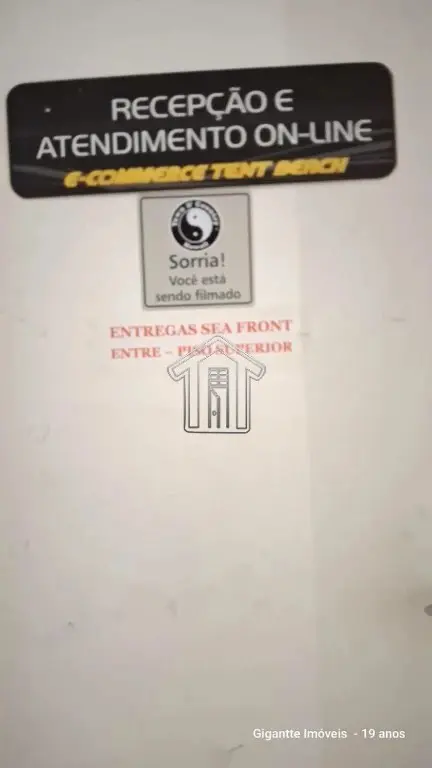 RECEPÇÃO E
ATENDIMENTO ON-LINE
E-COMMERCE TENT BEACH
Sorria!
Você está
sendo filmado
ENTREGAS SEA FRONT
ENTRE – PISO SUPERIOR
Gigantte Imóveis - 19 anos